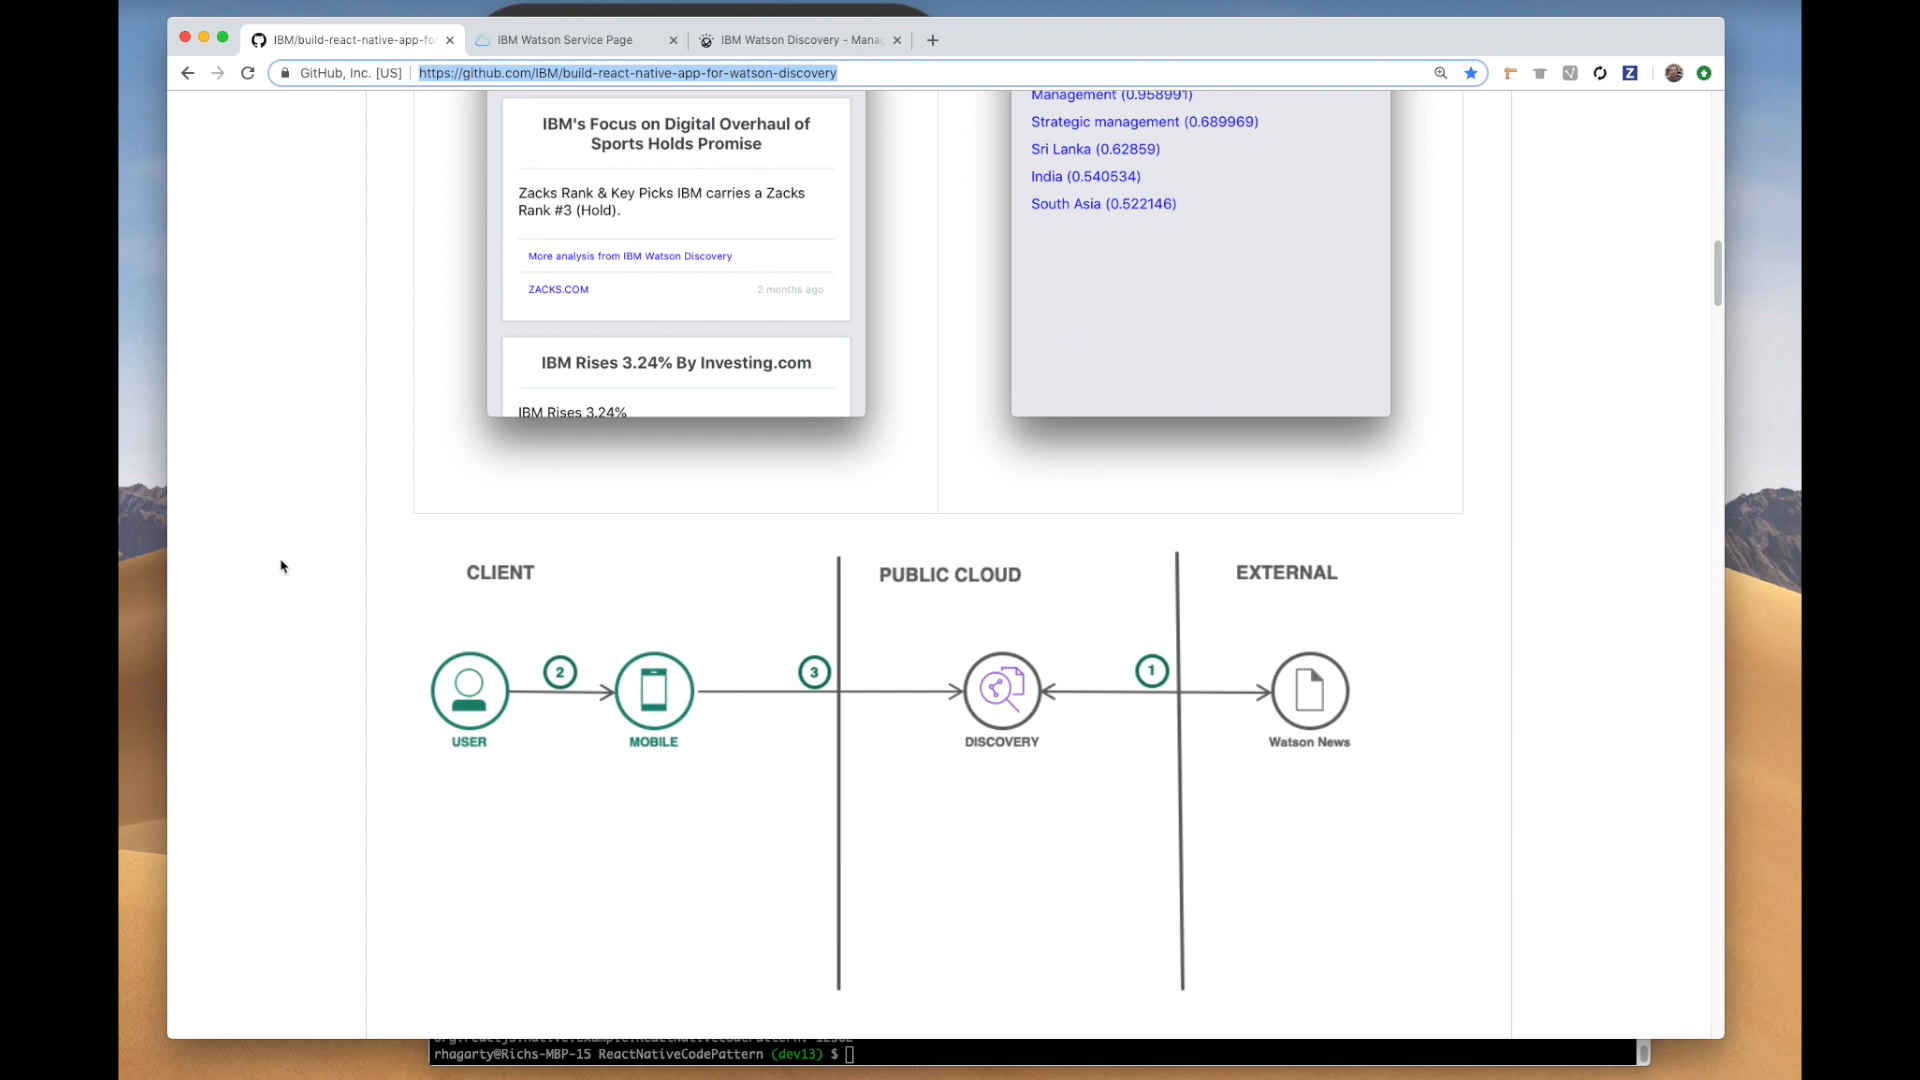 IBM/build-react-native-app-fo
IBM Watson Service Page
IBM Watson Discovery - Mana
GitHub, Inc. [US]
https://github.com/IBM/build-react-native-app-for-watson-discovery
IBM's Focus on Digital Overhaul of
Sports Holds Promise
Zacks Rank & Key Picks IBM carries a Zacks
Rank #3 (Hold).
More analysis from IBM Watson Discovery
ZACKS.COM
2 months ago
IBM Rises 3.24% By Investing.com
IBM Rises 3.24%
Management (0.958991)
Strategic management (0.689969)
Sri Lanka (0.62859)
India (0.540534)
South Asia (0.522146)
CLIENT
PUBLIC CLOUD
EXTERNAL
2
3
1
USER
MOBILE
DISCOVERY
Watson News
rhagarty@Richs-MBP-15 ReactNativeCodePattern (dev13) $